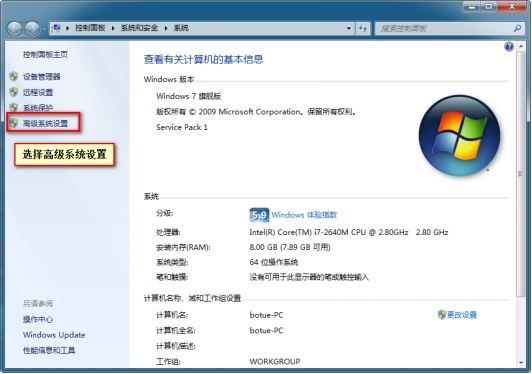 控制面板 系统和安全 系统
搜索控制面板
控制面板主页
设备管理器
远程设置
系统保护
高级系统设置
选择高级系统设置
另请参阅
操作中心
Windows Update
性能信息和工具
查看有关计算机的基本信息
Windows 版本
Windows 7 旗舰版
版权所有 © 2009 Microsoft Corporation。保留所有权利。
Service Pack 1
系统
分级: 5.9 Windows 体验指数
处理器: Intel(R) Core(TM) i7-2640M CPU @ 2.80GHz 2.80 GHz
安装内存(RAM): 8.00 GB (7.89 GB 可用)
系统类型: 64 位操作系统
笔和触摸: 没有可用于此显示器的笔或触控输入
计算机名称、域和工作组设置
计算机名: botue-PC 更改设置
计算机全名: botue-PC
计算机描述:
工作组: WORKGROUP